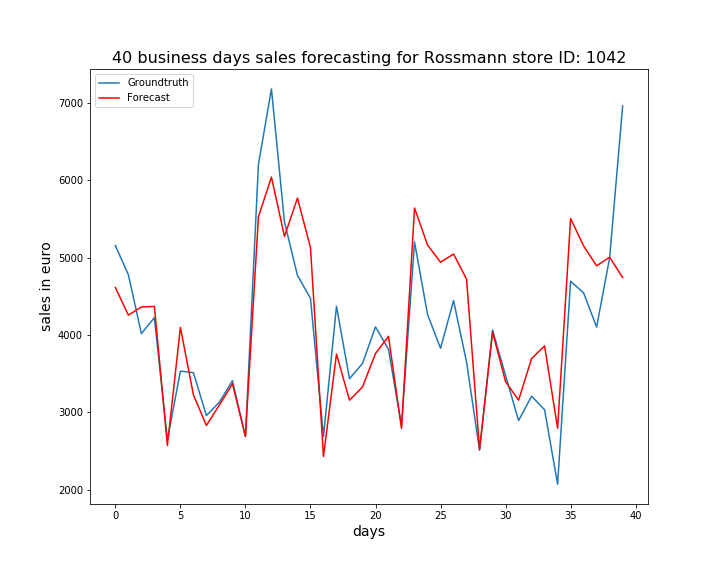 40 business days sales forecasting for Rossmann store ID: 1042
Groundtruth
Forecast
7000
6000
5000
4000
3000
2000
sales in euro
0 5 10 15 20 25 30 35 40
days